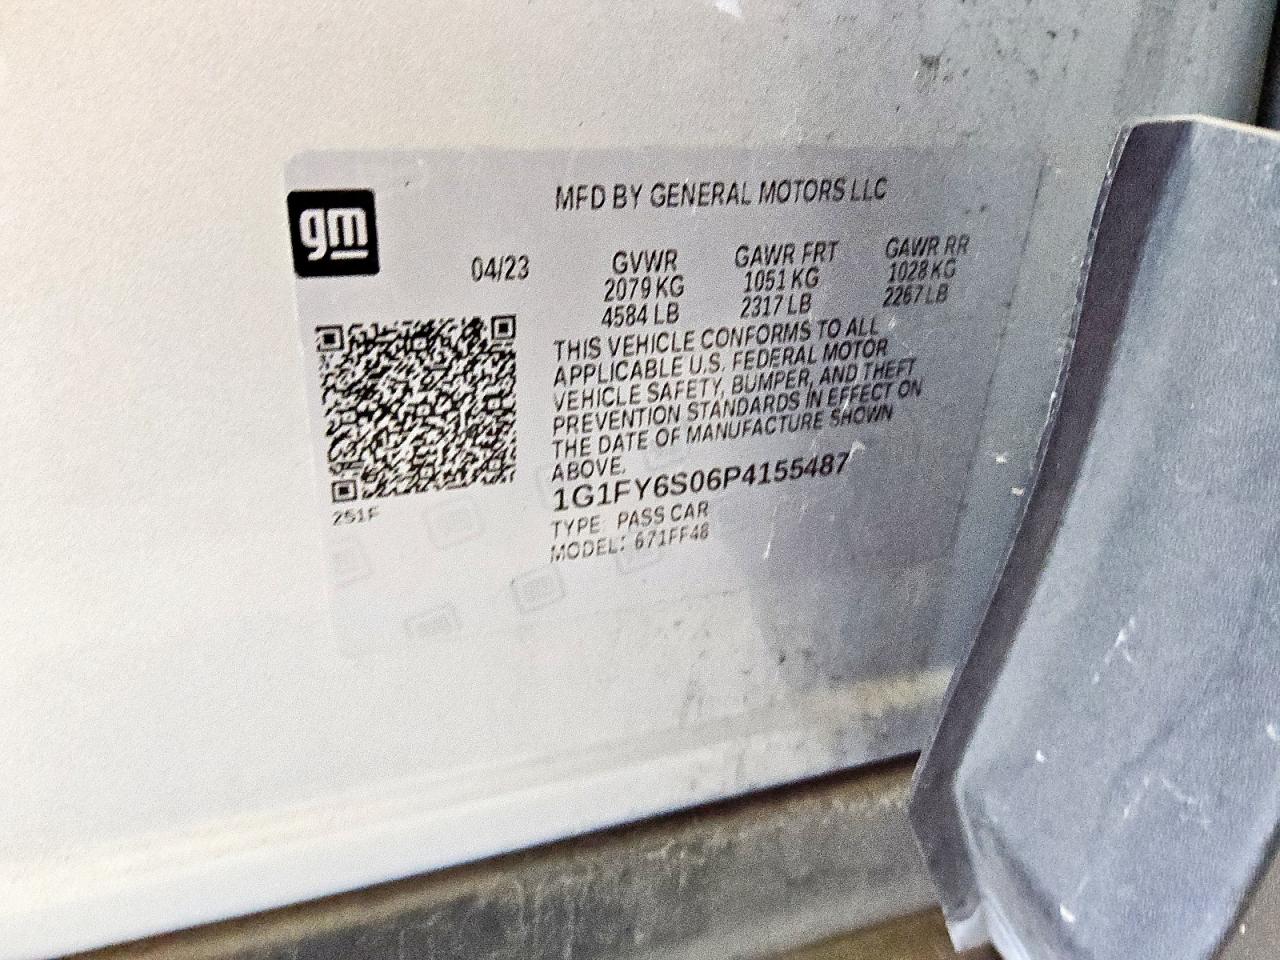 gm
MFD BY GENERAL MOTORS LLC
04/23 GVWR GAWR FRT GAWR RR
2079 KG 1051 KG 1028 KG
4584 LB 2317 LB 2267 LB
THIS VEHICLE CONFORMS TO ALL
APPLICABLE U.S. FEDERAL MOTOR
VEHICLE SAFETY, BUMPER, AND THEFT
PREVENTION STANDARDS IN EFFECT ON
THE DATE OF MANUFACTURE SHOWN
ABOVE.
1G1FY6S06P4155487
TYPE: PASS CAR
MODEL: 671FF48
251F